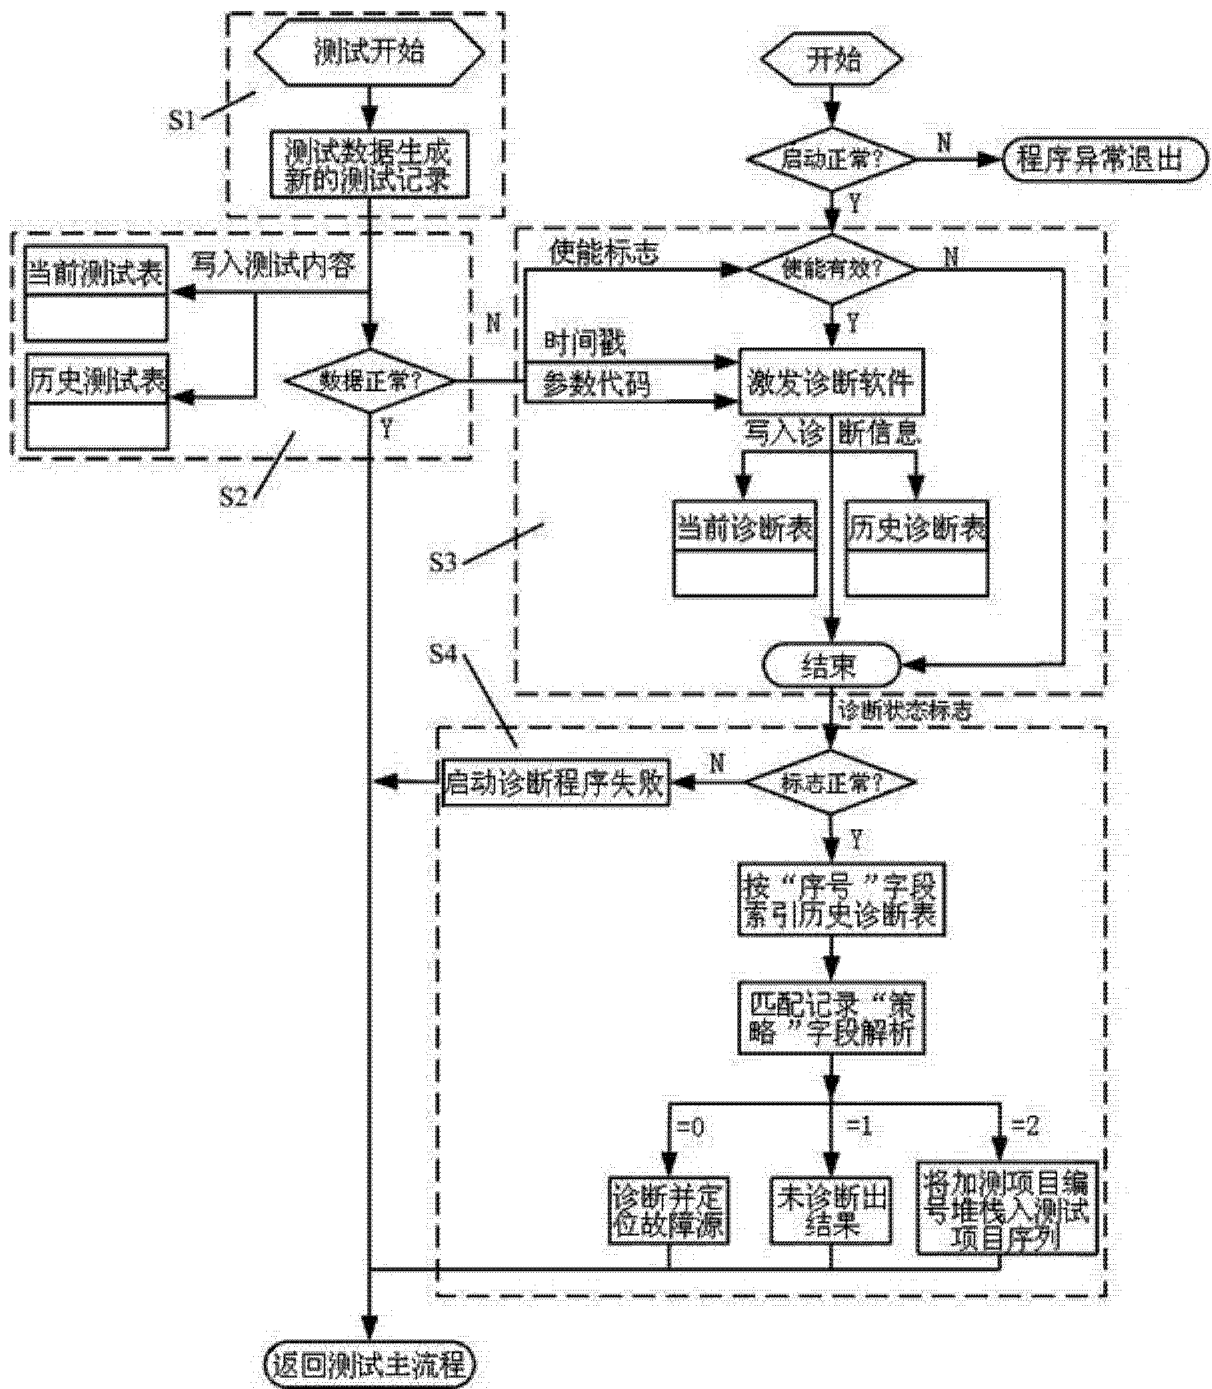 测试开始
S1
测试数据生成
新的测试记录
当前测试表
写入测试内容
历史测试表
数据正常?
N
Y
S2
开始
启动正常?
N
程序异常退出
Y
使能标志
使能有效?
N
Y
时间戳
参数代码
激发诊断软件
写入诊断信息
当前诊断表
历史诊断表
S3
结束
诊断状态标志
S4
标志正常?
N
启动诊断程序失败
Y
按“序号”字段
索引历史诊断表
匹配记录“策
略”字段解析
=0
=1
=2
诊断并定
位故障源
未诊断出
结果
将加测项目编
号堆栈入测试
项目序列
返回测试主流程